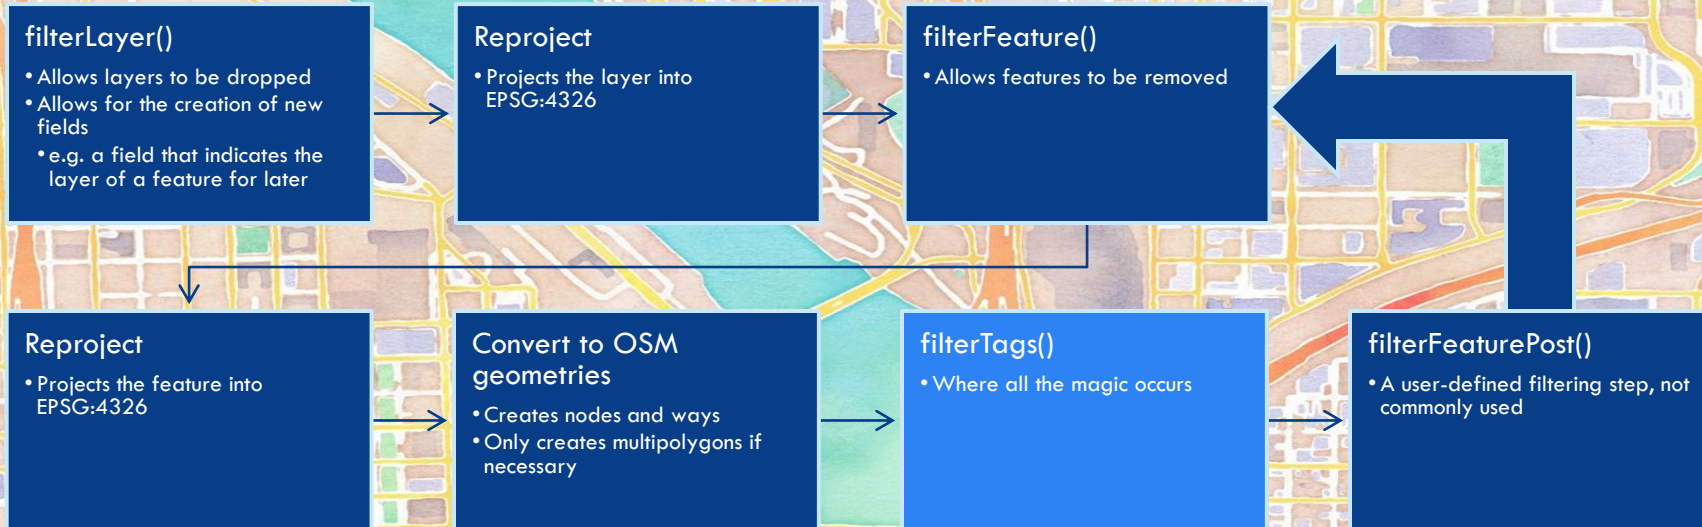 filterLayer()
• Allows layers to be dropped
• Allows for the creation of new
fields
• e.g. a field that indicates the
layer of a feature for later
Reproject
• Projects the layer into
EPSG:4326
filterFeature()
• Allows features to be removed
Reproject
• Projects the feature into
EPSG:4326
Convert to OSM
geometries
• Creates nodes and ways
• Only creates multipolygons if
necessary
filterTags()
• Where all the magic occurs
filterFeaturePost()
• A user-defined filtering step, not
commonly used